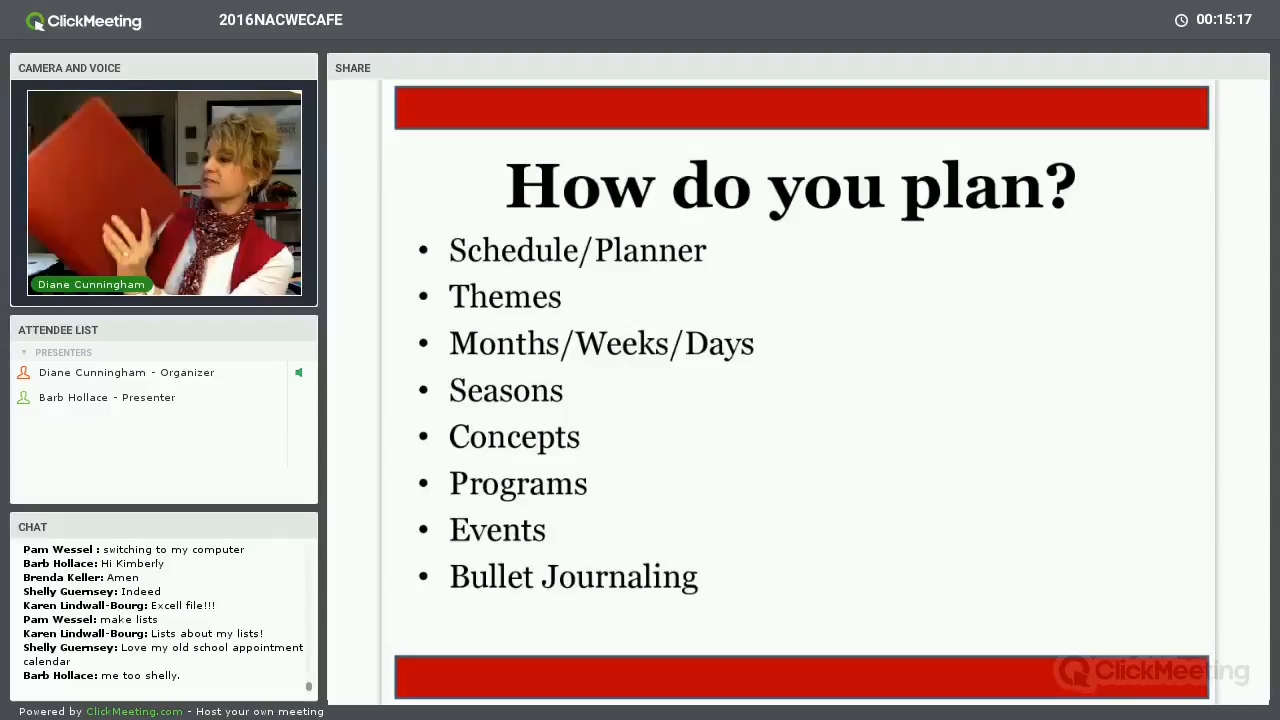 ClickMeeting
2016NACWECAFE
00:15:17
CAMERA AND VOICE
Diane Cunningham
ATTENDEE LIST
PRESENTERS
Diane Cunningham - Organizer
Barb Hollace - Presenter
CHAT
Pam Wessel : switching to my computer
Barb Hollace: Hi Kimberly
Brenda Keller: Amen
Shelly Guernsey: Indeed
Karen Lindwall-Bourg: Excell file!!!
Pam Wessel: make lists
Karen Lindwall-Bourg: Lists about my lists!
Shelly Guernsey: Love my old school appointment
calendar
Barb Hollace: me too shelly.
Powered by ClickMeeting.com - Host your own meeting
SHARE
How do you plan?
• Schedule/Planner
• Themes
• Months/Weeks/Days
• Seasons
• Concepts
• Programs
• Events
• Bullet Journaling
ClickMeeting